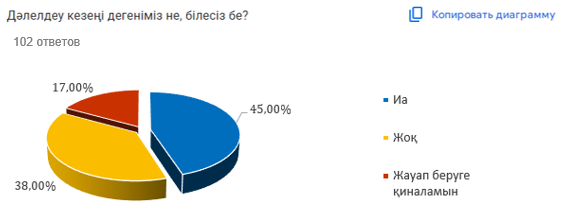 Дәлелдеу кезеңі дегеніміз не, білесіз бе?
Копировать диаграмму
102 ответов
17,00%
45,00%
38,00%
Иа
Жоқ
Жауап беруге
қиналамын